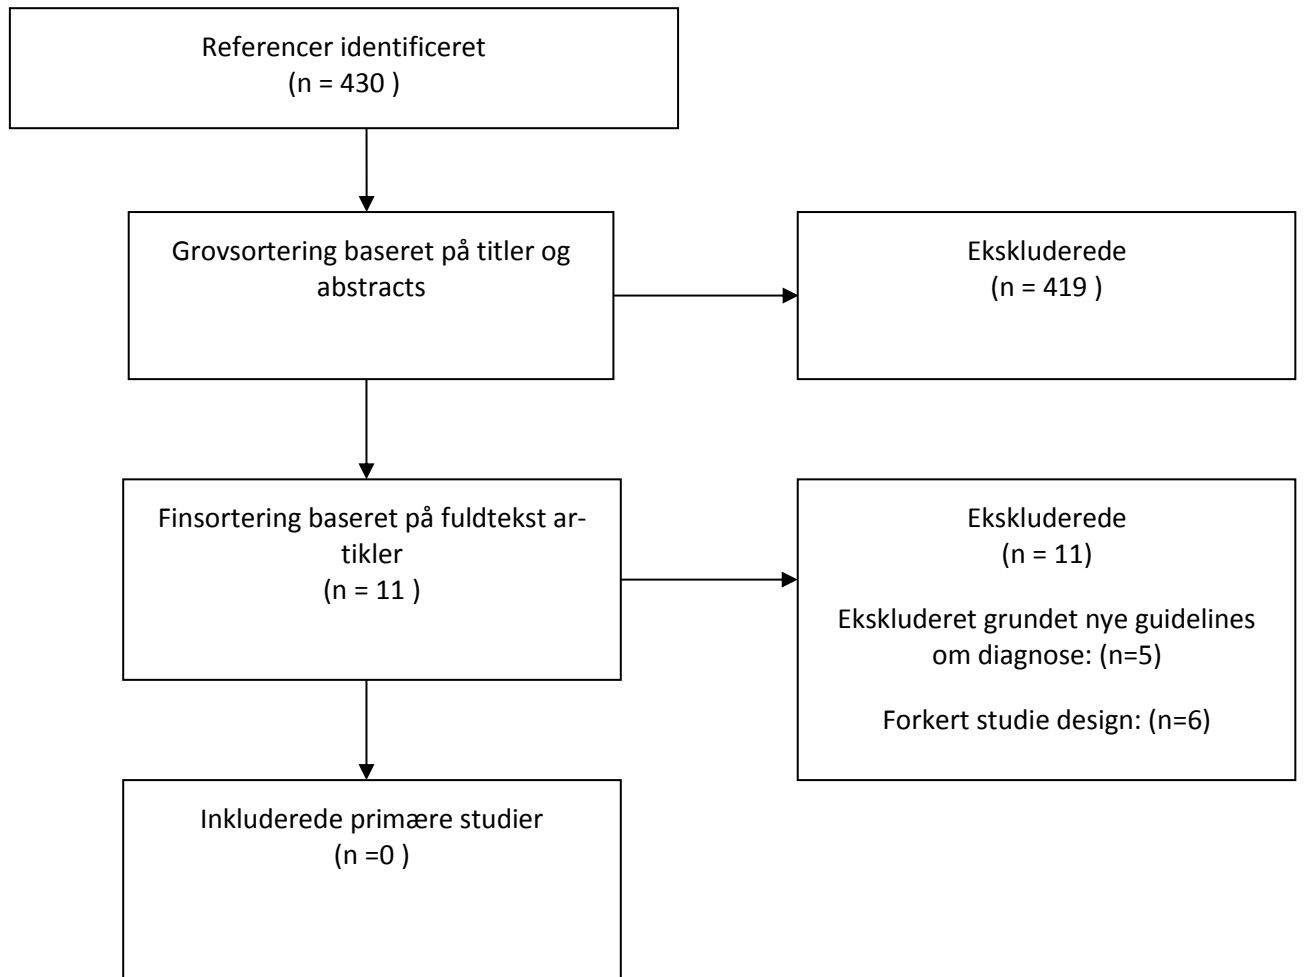 Referencer identificeret
(n = 430 )
Grovsortering baseret på titler og
abstracts
Ekskluderede
(n = 419 )
Finsortering baseret på fuldtekst ar-
tikler
(n = 11 )
Ekskluderede
(n = 11)
Ekskluderet grundet nye guidelines
om diagnose: (n=5)
Forkert studie design: (n=6)
Inkluderede primære studier
(n =0 )